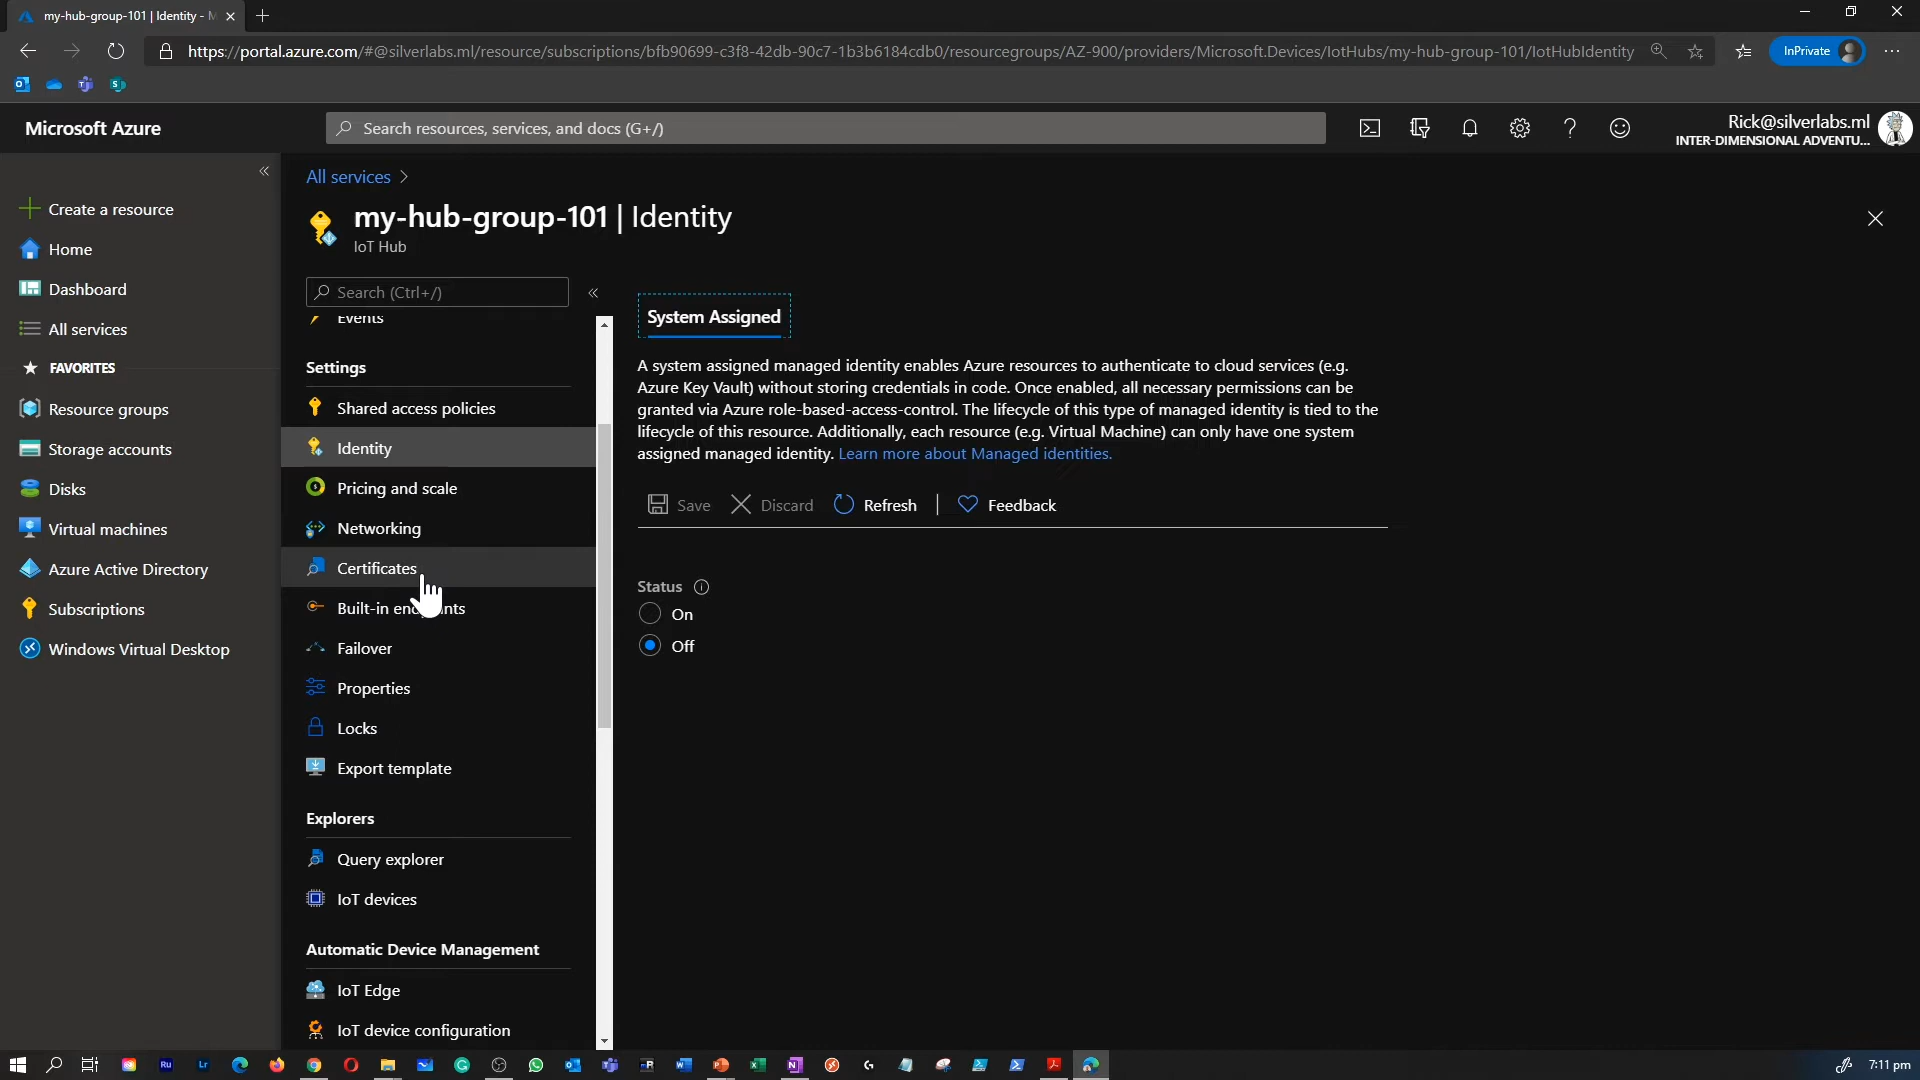 my-hub-group-101 | Identity - M
https://portal.azure.com/#@silverlabs.ml/resource/subscriptions/bfb90699-c3f8-42db-90c7-1b3b6184cdb0/resourcegroups/AZ-900/providers/Microsoft.Devices/IotHubs/my-hub-group-101/IotHubIdentity
InPrivate
Microsoft Azure
Search resources, services, and docs (G+/)
Rick@silverlabs.ml
INTER-DIMENSIONAL ADVENTU...
Create a resource
Home
Dashboard
All services
FAVORITES
Resource groups
Storage accounts
Disks
Virtual machines
Azure Active Directory
Subscriptions
Windows Virtual Desktop
All services >
my-hub-group-101 | Identity
IoT Hub
Search (Ctrl+/)
Events
Settings
Shared access policies
Identity
Pricing and scale
Networking
Certificates
Built-in
Failover
Properties
Locks
Export template
Explorers
Query explorer
IoT devices
Automatic Device Management
IoT Edge
IoT device configuration
System Assigned
A system assigned managed identity enables Azure resources to authenticate to cloud services (e.g.
Azure Key Vault) without storing credentials in code. Once enabled, all necessary permissions can be
granted via Azure role-based-access-control. The lifecycle of this type of managed identity is tied to the
lifecycle of this resource. Additionally, each resource (e.g. Virtual Machine) can only have one system
assigned managed identity. Learn more about Managed identities.
Save Discard Refresh | Feedback
Status
On
Off
7:11 pm